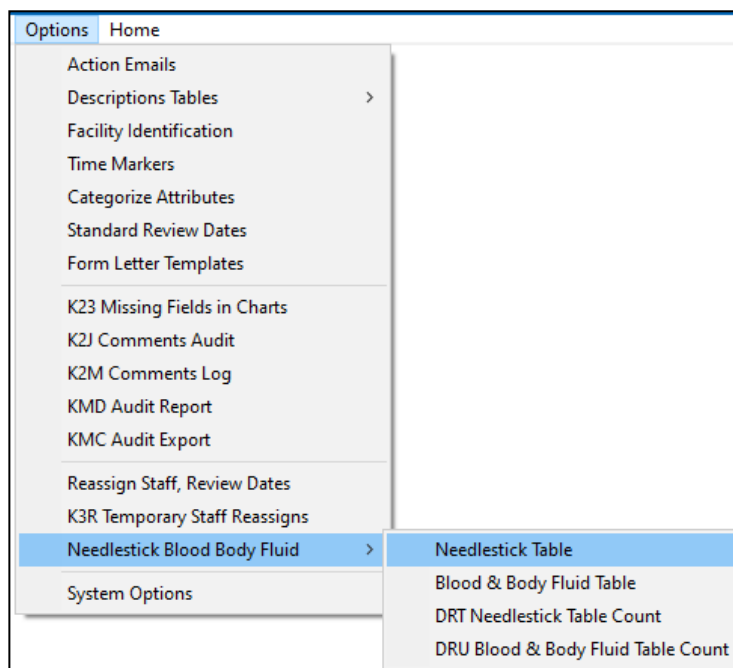 Options Home
Action Emails
Descriptions Tables
Facility Identification
Time Markers
Categorize Attributes
Standard Review Dates
Form Letter Templates
K23 Missing Fields in Charts
K2J Comments Audit
K2M Comments Log
KMD Audit Report
KMC Audit Export
Reassign Staff, Review Dates
K3R Temporary Staff Reassigns
Needlestick Blood Body Fluid
System Options
Needlestick Table
Blood & Body Fluid Table
DRT Needlestick Table Count
DRU Blood & Body Fluid Table Count